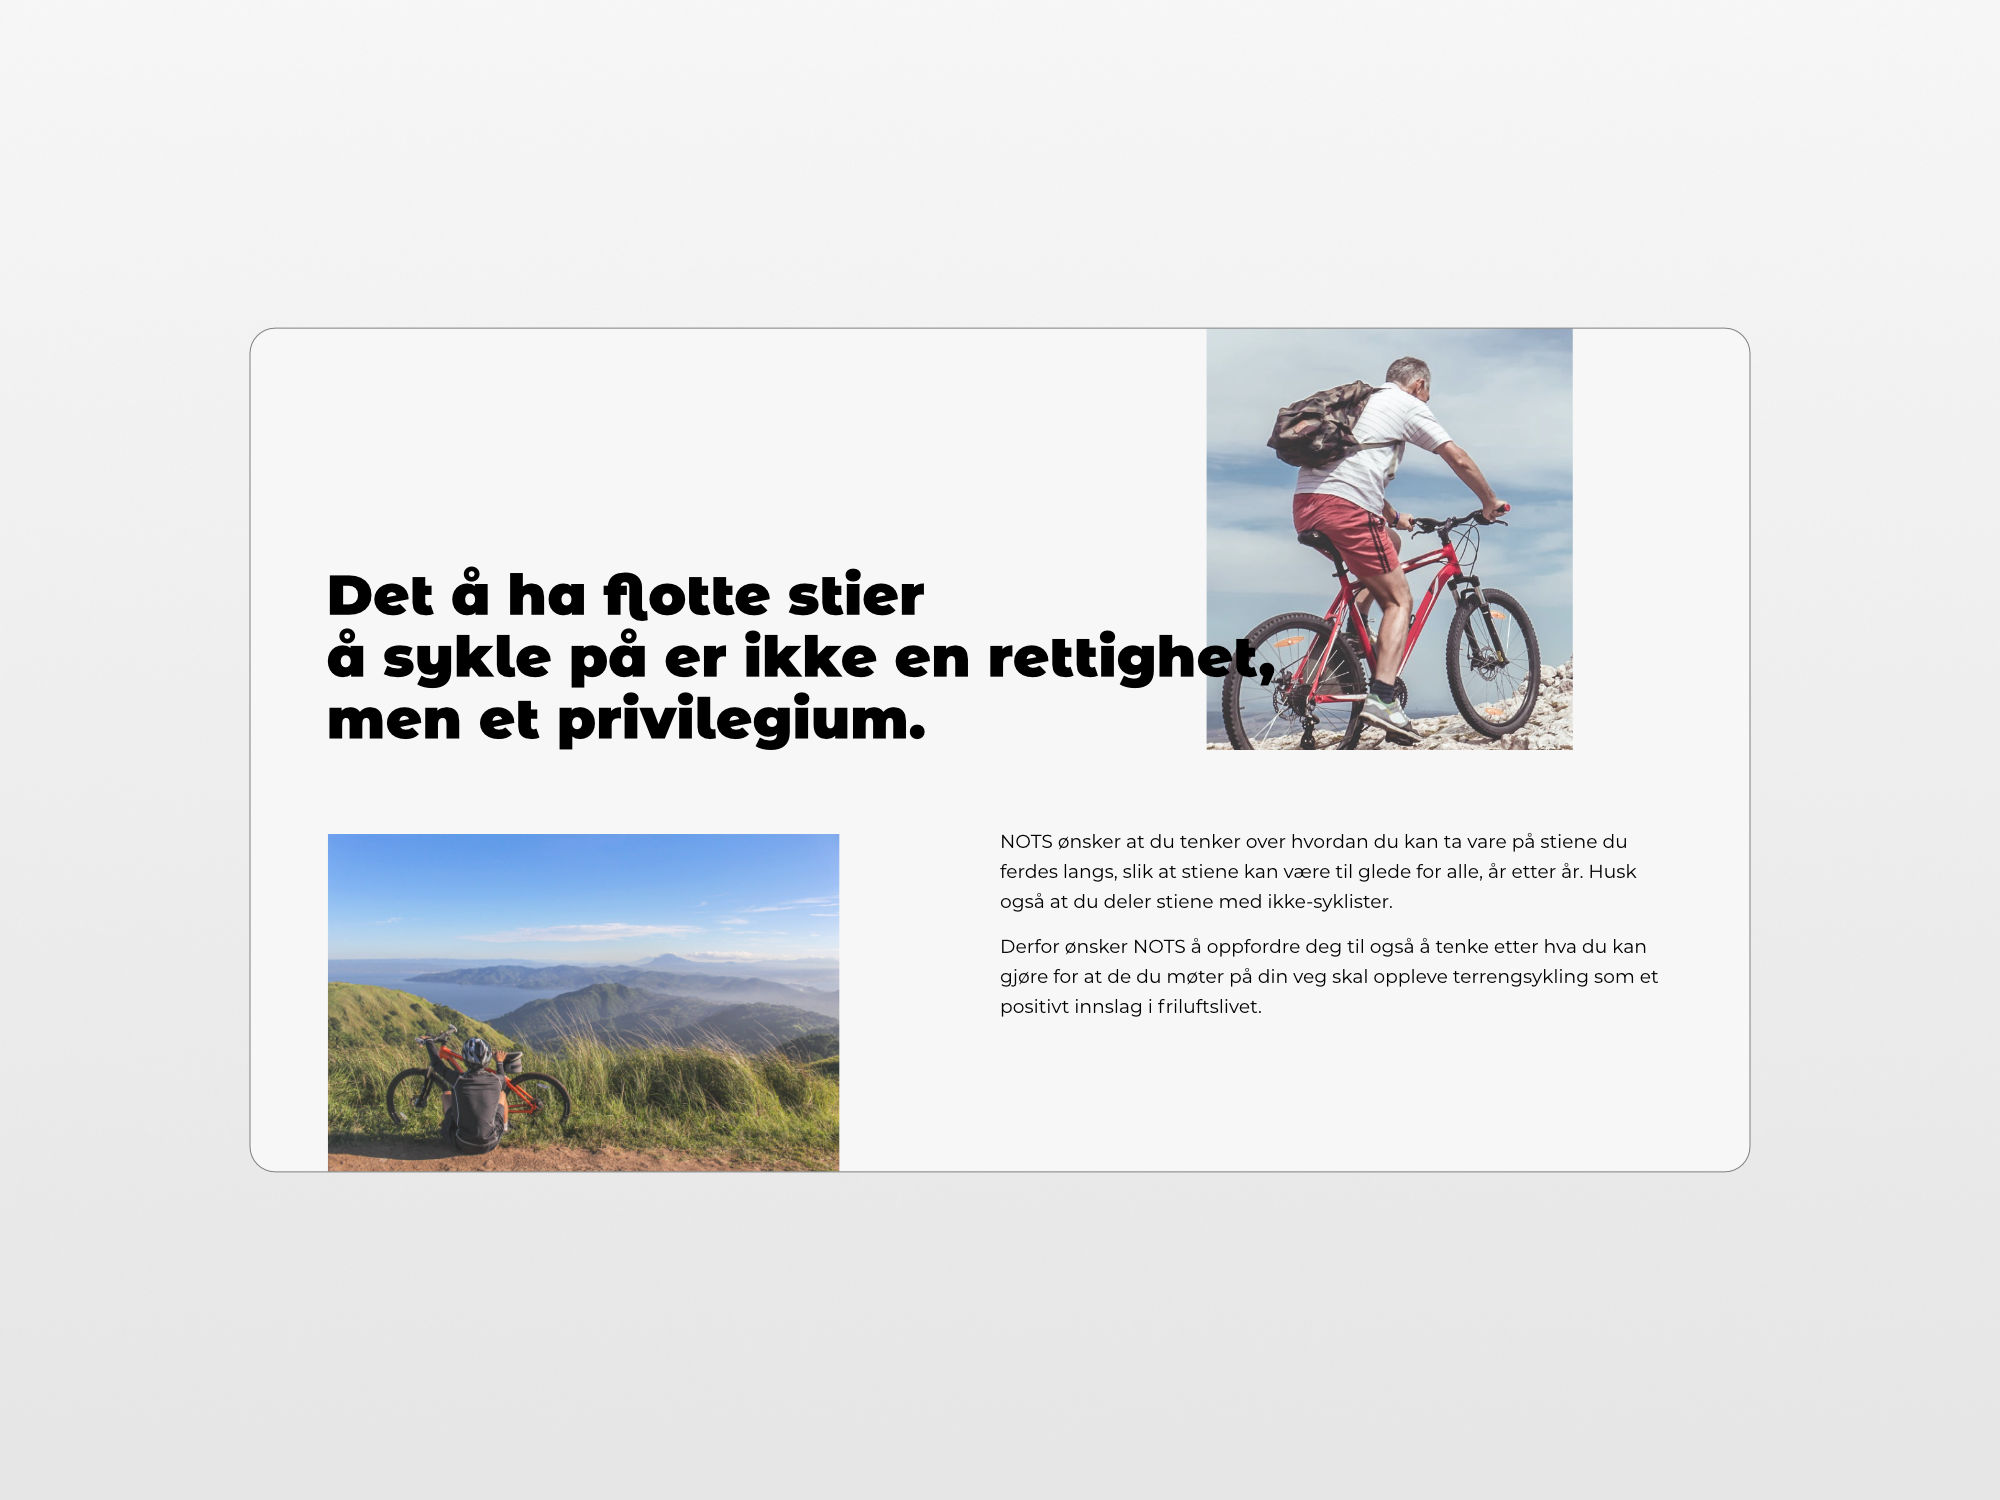 Det å ha flotte stier
å sykle på er ikke en rettighet,
men et privilegium.
NOTS ønsker at du tenker over hvordan du kan ta vare på stiene du
ferdes langs, slik at stiene kan være til glede for alle, år etter år. Husk
også at du deler stiene med ikke-syklister.
Derfor ønsker NOTS å oppfordre deg til også å tenke etter hva du kan
gjøre for at de du møter på din veg skal oppleve terrengsykling som et
positivt innslag i friluftslivet.